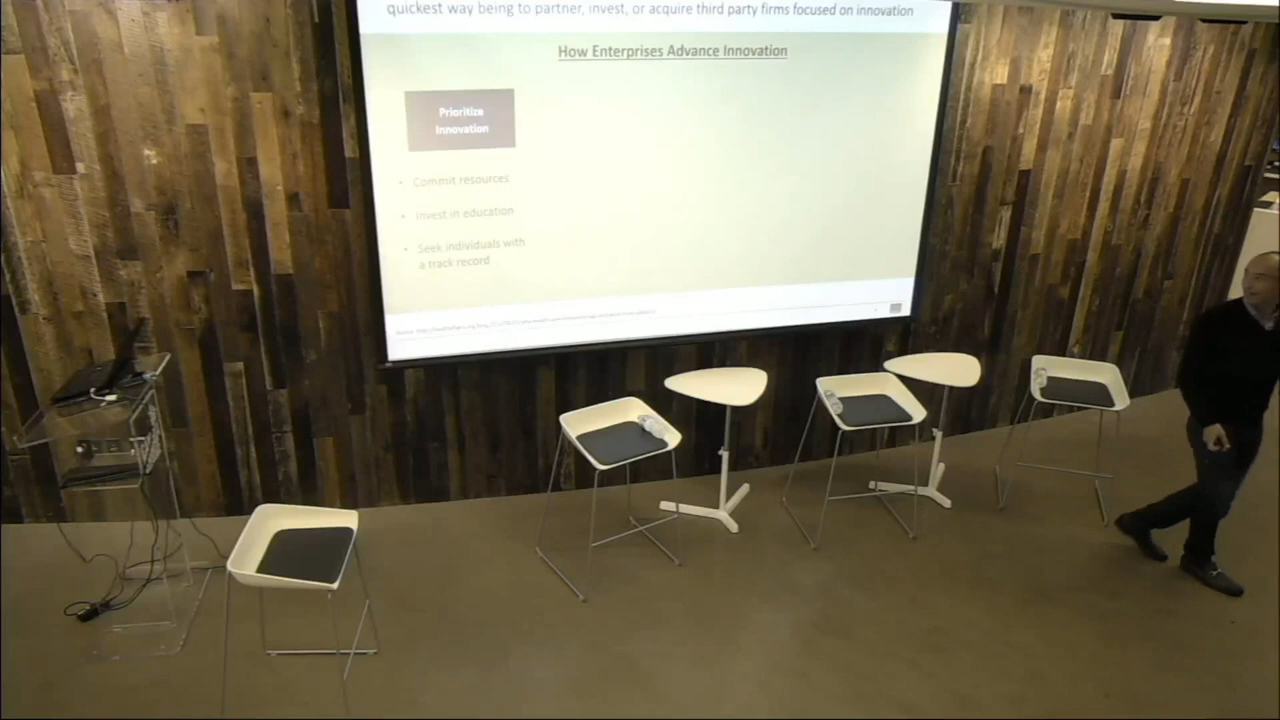 quickest way being to partner, invest, or acquire third party firms focused on innovation
How Enterprises Advance Innovation
Prioritize
Innovation
• Commit resources
• Invest in education
• Seek individuals with
a track record